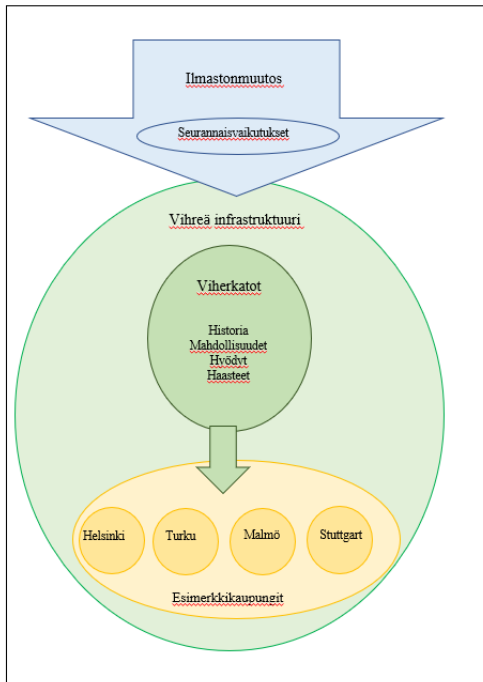 Ilmastonmuutos
Seurannaisvaikutukset
Vihreä infrastruktuuri
Viherkatot
Historia
Mahdollisuudet
Hyödyt
Haasteet
Helsinki Turku Malmö Stuttgart
Esimerkkikaupungit